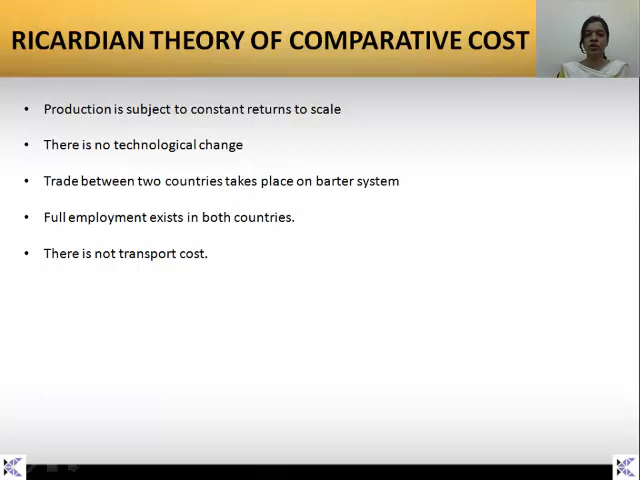 RICARDIAN THEORY OF COMPARATIVE COST
• Production is subject to constant returns to scale
• There is no technological change
• Trade between two countries takes place on barter system
• Full employment exists in both countries.
• There is not transport cost.